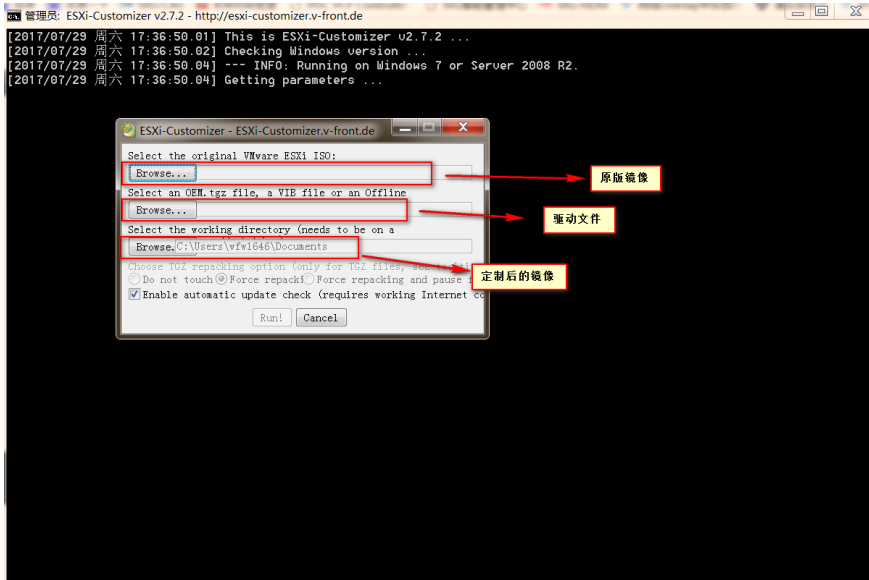 管理员: ESXi-Customizer v2.7.2 - http://esxi-customizer.v-front.de
[2017/07/29 周六 17:36:50.01] This is ESXi-Customizer v2.7.2 ...
[2017/07/29 周六 17:36:50.02] Checking Windows version ...
[2017/07/29 周六 17:36:50.04] --- INFO: Running on Windows 7 or Server 2008 R2.
[2017/07/29 周六 17:36:50.04] Getting parameters ...
ESXi-Customizer - ESXi-Customizer.v-front.de
Select the original VMware ESXi ISO:
Browse...
原版镜像
Select an OEM.tgz file, a VIB file or an Offline
Browse...
驱动文件
Select the working directory (needs to be on a
Browse. C:\Users\vfw1646\Documents
定制后的镜像
Choose TGZ repacking option (only for TGZ files,
Do not touch Force repacki Force repacking and pause
Enable automatic update check (requires working Internet co
Run! Cancel